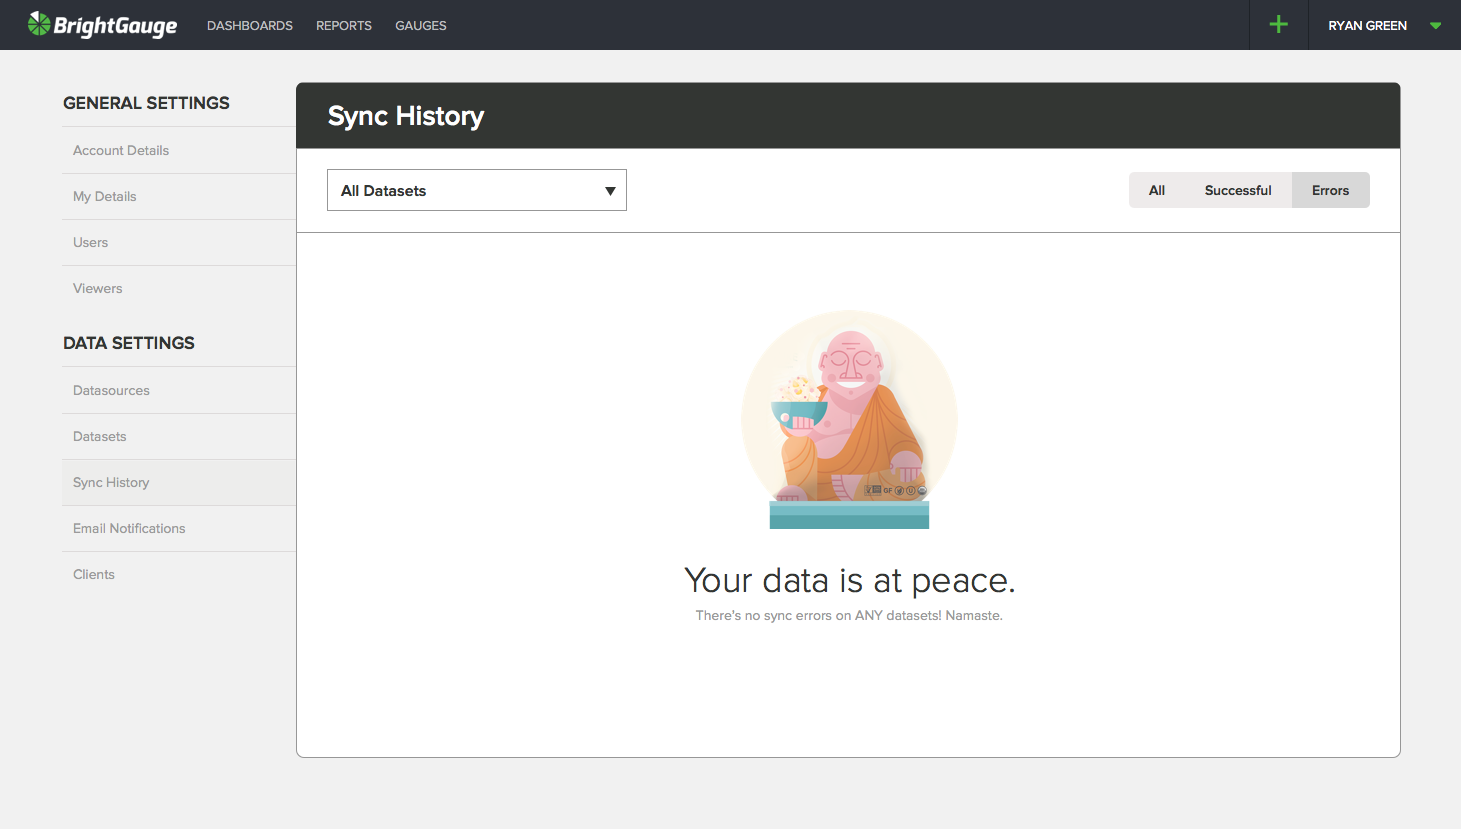 BrightGauge DASHBOARDS REPORTS GAUGES RYAN GREEN
GENERAL SETTINGS
Account Details
My Details
Users
Viewers
DATA SETTINGS
Datasources
Datasets
Sync History
Email Notifications
Clients
Sync History
All Datasets
All Successful Errors
GF
Your data is at peace.
There's no sync errors on ANY datasets! Namaste.